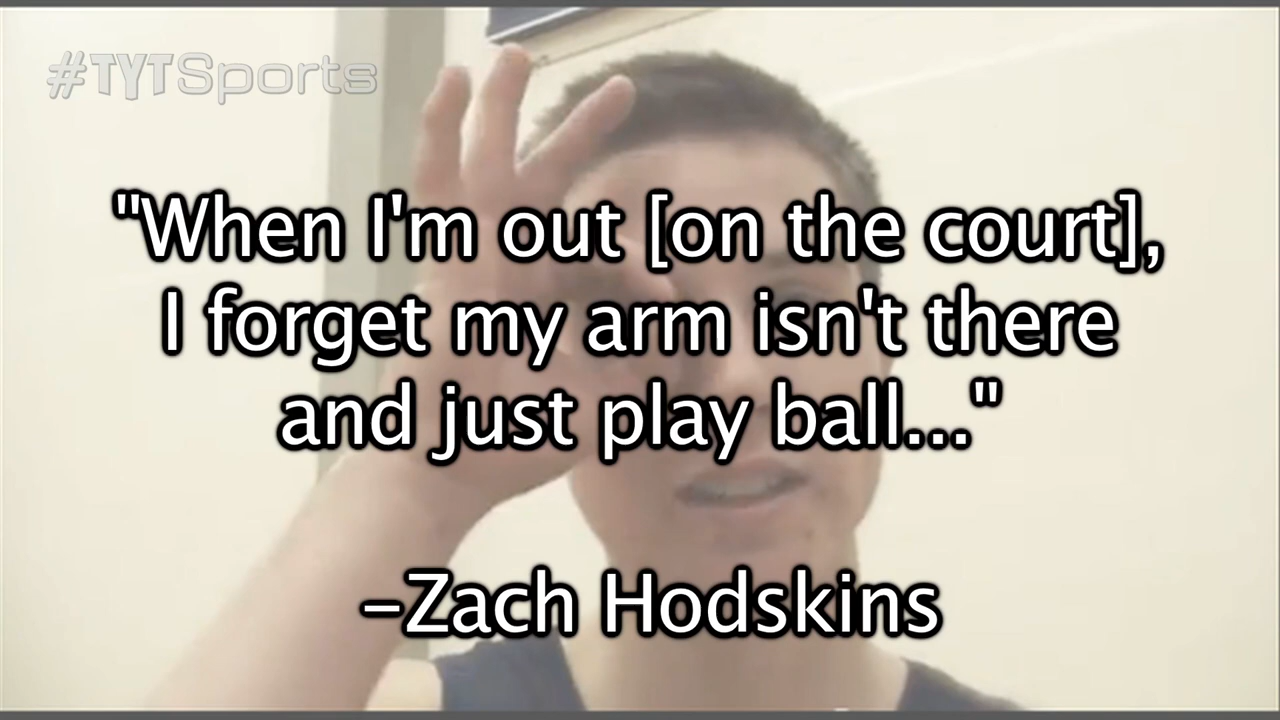 #TYTSports
"When I'm out [on the court],
I forget my arm isn't there
and just play ball..."
–Zach Hodskins